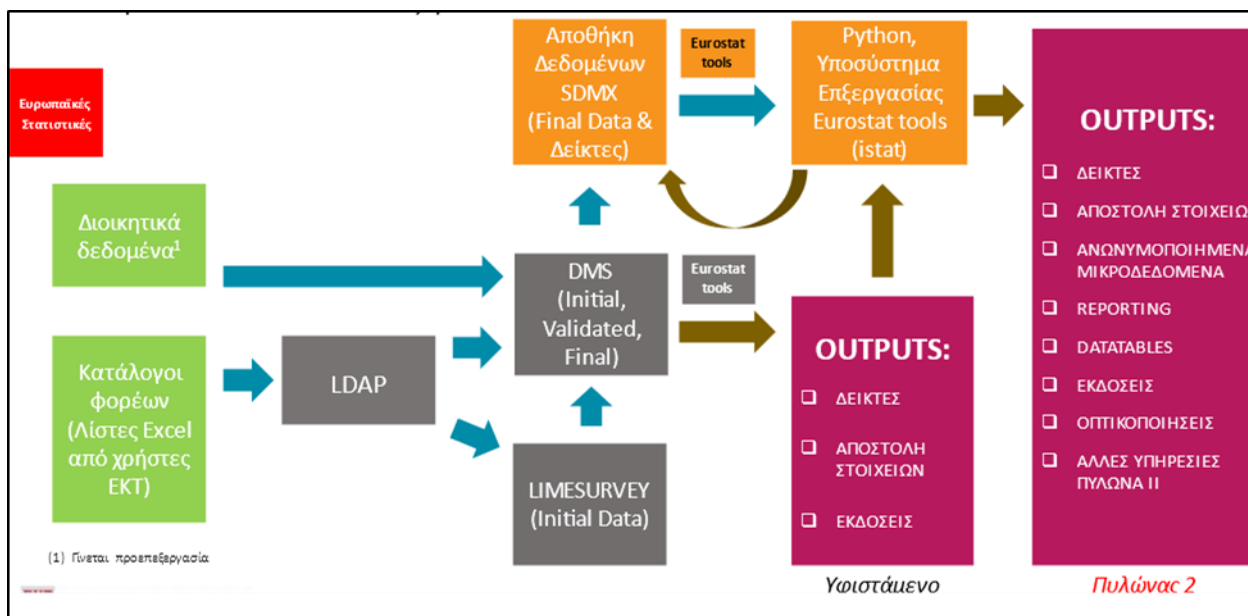 Ευρωπαϊκές
Στατιστικές
Αποθήκη
Δεδομένων
SDMX
(Final Data &
Δείκτες)
Eurostat
tools
Python,
Υποσύστημα
Επξεργασίας
Eurostat tools
(istat)
OUTPUTS:
ΔΕΙΚΤΕΣ
ΑΠΟΣΤΟΛΗ ΣΤΟΙΧΕΙΩΝ
ΑΝΩΝΥΜΟΠΟΙΗΜΕΝΑ
ΜΙΚΡΟΔΕΔΟΜΕΝΑ
REPORTING
DATATABLES
ΕΚΔΟΣΕΙΣ
ΟΠΤΙΚΟΠΟΙΗΣΕΙΣ
ΑΛΛΕΣ ΥΠΗΡΕΣΙΕΣ
ΠΥΛΩΝΑ ΙΙ
Διοικητικά
δεδομένα¹
DMS
(Initial,
Validated,
Final)
Eurostat
tools
Κατάλογοι
φορέων
(Λίστες Excel
από χρήστες
ΕΚΤ)
LDAP
LIMESURVEY
(Initial Data)
OUTPUTS:
ΔΕΙΚΤΕΣ
ΑΠΟΣΤΟΛΗ
ΣΤΟΙΧΕΙΩΝ
ΕΚΔΟΣΕΙΣ
(1) Γίνεται προεπεξεργασία
Υφιστάμενο
Πυλώνας 2